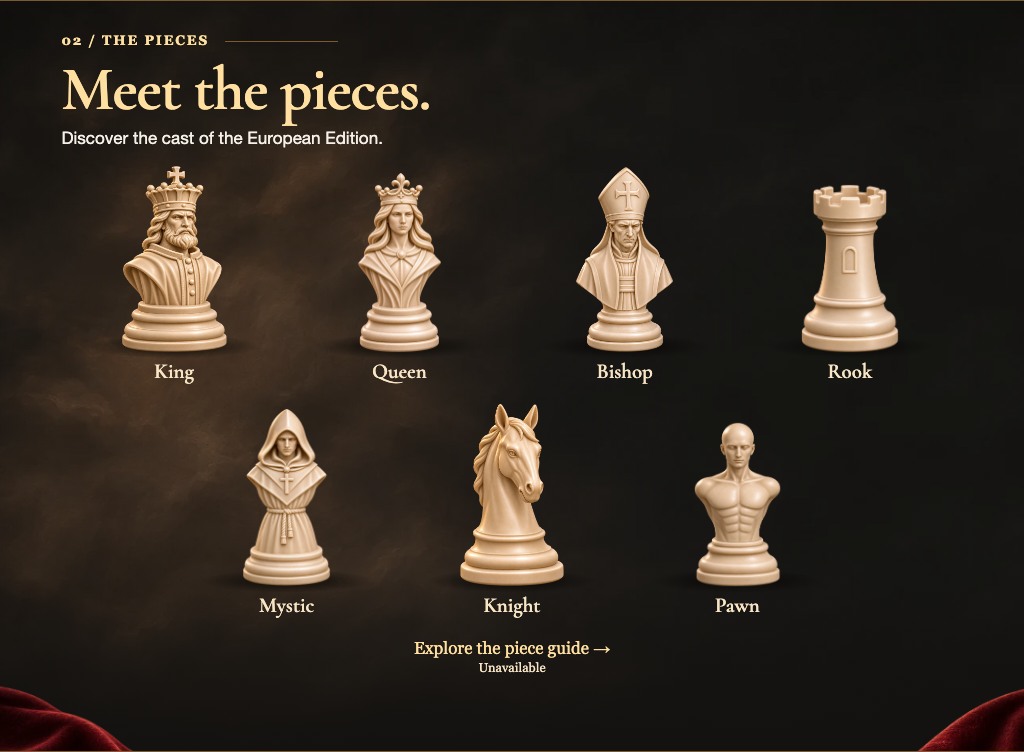 02 / THE PIECES
Meet the pieces.
Discover the cast of the European Edition.
King
Queen
Bishop
Rook
Mystic
Knight
Pawn
Explore the piece guide →
Unavailable